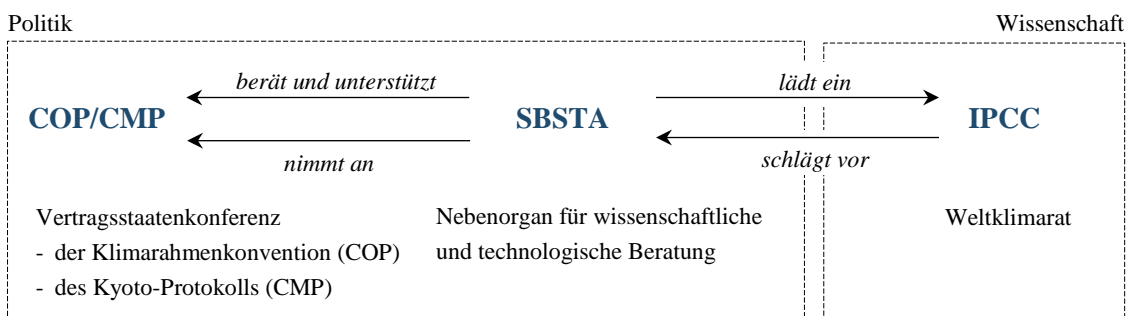 Politik
Wissenschaft
berät und unterstützt
lädt ein
COP/CMP
SBSTA
IPCC
nimmt an
schlägt vor
Vertragsstaatenkonferenz
- der Klimarahmenkonvention (COP)
- des Kyoto-Protokolls (CMP)
Nebenorgan für wissenschaftliche
und technologische Beratung
Weltklimarat